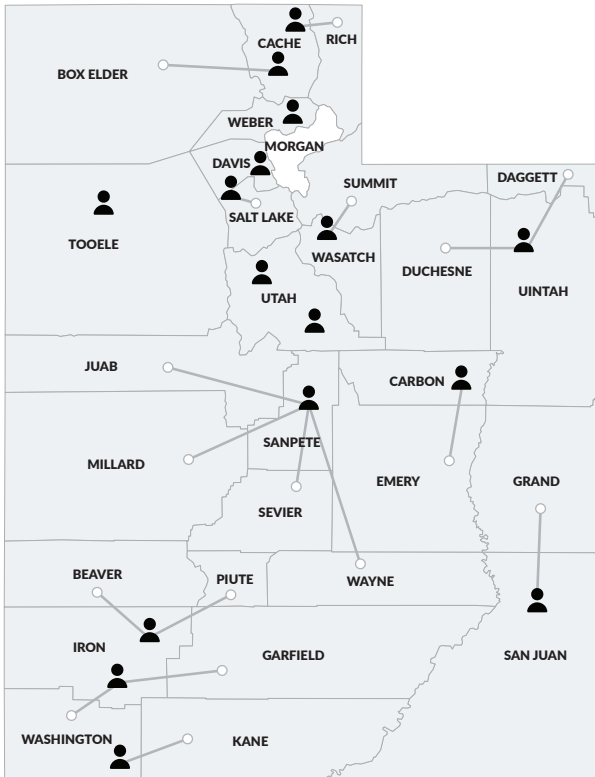 CACHE
RICH
BOX ELDER
WEBER
MORGAN
DAVIS
DAGGETT
SUMMIT
SALT LAKE
TOOELE
WASATCH
DUCHESNE
UINTAH
UTAH
JUAB
CARBON
SANPETE
MILLARD
EMERY
GRAND
SEVIER
BEAVER
PIUTE
WAYNE
IRON
GARFIELD
SAN JUAN
WASHINGTON
KANE